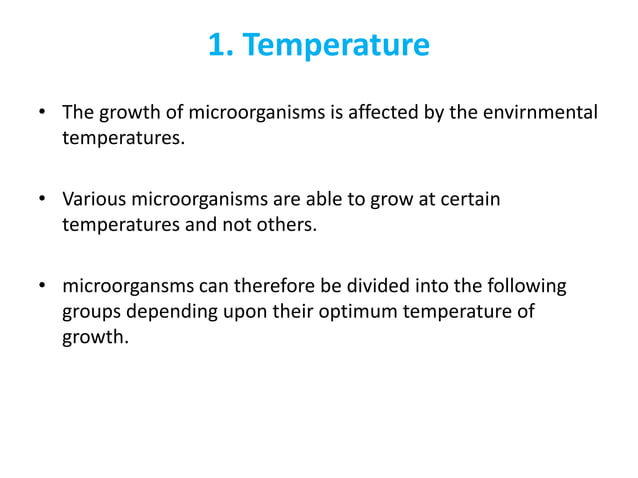 1. Temperature
• The growth of microorganisms is affected by the envirnmental
temperatures.
• Various microorganisms are able to grow at certain
temperatures and not others.
• microorgansms can therefore be divided into the following
groups depending upon their optimum temperature of
growth.